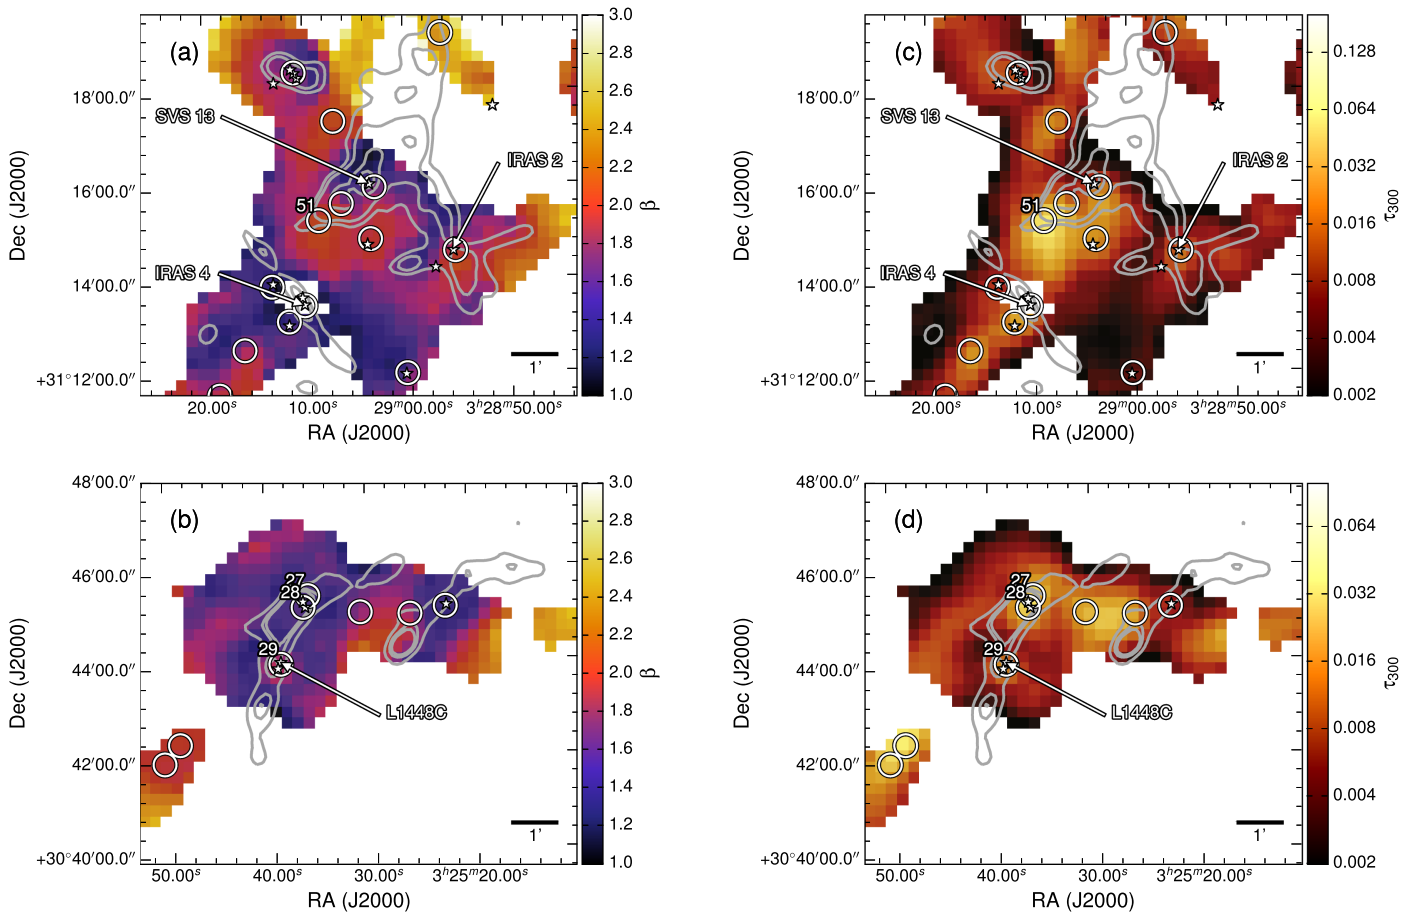 (a)
SVS 13
IRAS 2
51
IRAS 4
1'
18′00.0″
16′00.0″
14′00.0″
+31°12′00.0″
Dec (J2000)
20.00s 10.00s 29m00.00s 3h28m50.00s
RA (J2000)
3.0
2.8
2.6
2.4
2.2
2.0
1.8
1.6
1.4
1.2
1.0
β
(c)
SVS 13
IRAS 2
51
IRAS 4
1'
18′00.0″
16′00.0″
14′00.0″
+31°12′00.0″
Dec (J2000)
20.00s 10.00s 29m00.00s 3h28m50.00s
RA (J2000)
0.128
0.064
0.032
0.016
0.008
0.004
0.002
τ300
(b)
27
28
29
L1448C
1'
48′00.0″
46′00.0″
44′00.0″
42′00.0″
+30°40′00.0″
Dec (J2000)
50.00s 40.00s 30.00s 3h25m20.00s
RA (J2000)
3.0
2.8
2.6
2.4
2.2
2.0
1.8
1.6
1.4
1.2
1.0
β
(d)
27
28
29
L1448C
1'
48′00.0″
46′00.0″
44′00.0″
42′00.0″
+30°40′00.0″
Dec (J2000)
50.00s 40.00s 30.00s 3h25m20.00s
RA (J2000)
0.064
0.032
0.016
0.008
0.004
0.002
τ300